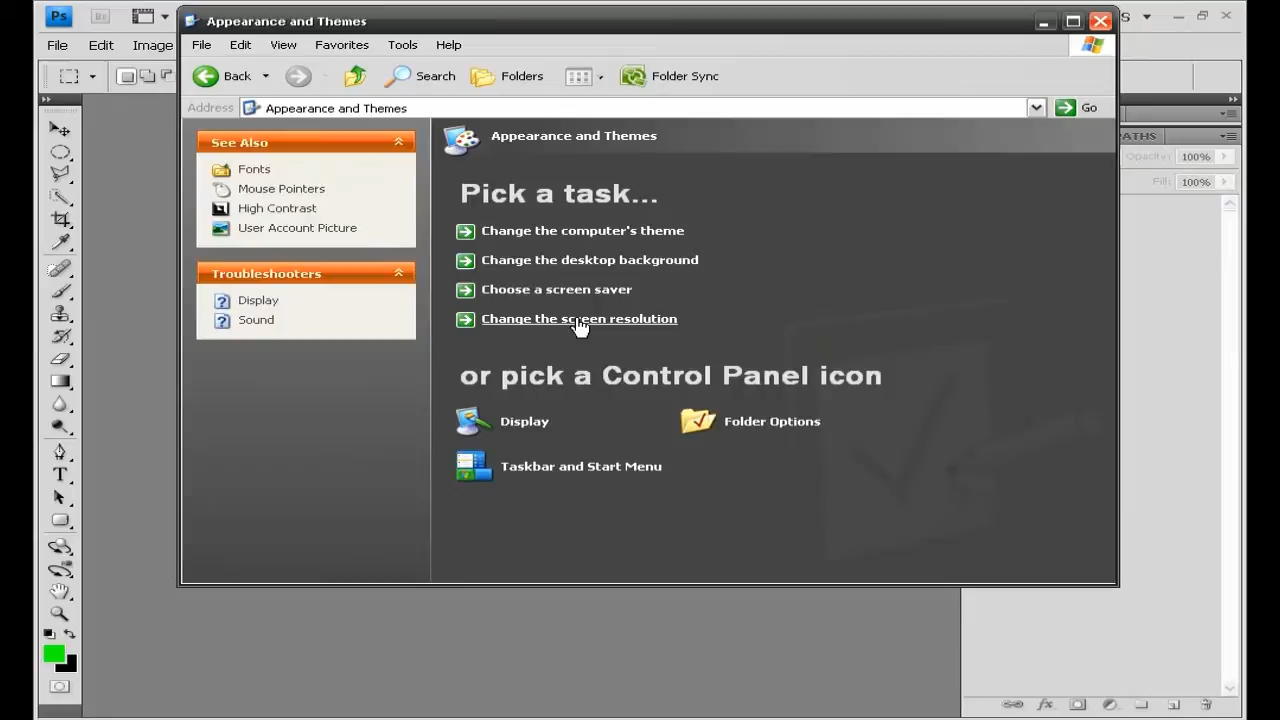 Ps Br
Appearance and Themes
S
File Edit Image
File Edit View Favorites Tools Help
Back Search Folders Folder Sync
Address Appearance and Themes Go
See Also
Fonts
Mouse Pointers
High Contrast
User Account Picture
Troubleshooters
Display
Sound
Appearance and Themes
Pick a task...
Change the computer's theme
Change the desktop background
Choose a screen saver
Change the screen resolution
or pick a Control Panel icon
Display Folder Options
Taskbar and Start Menu
ATHS
Opacity: 100%
Fill: 100%
T
fx